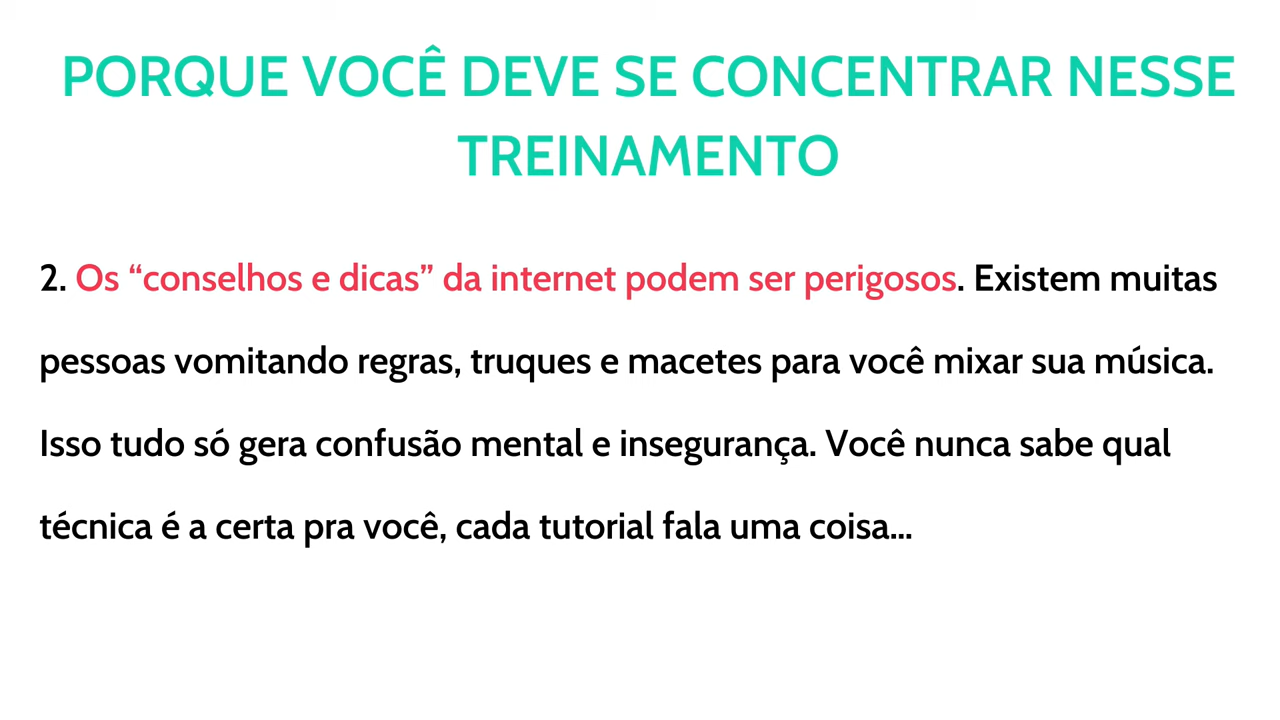 PORQUE VOCÊ DEVE SE CONCENTRAR NESSE
TREINAMENTO
2. Os “conselhos e dicas” da internet podem ser perigosos. Existem muitas
pessoas vomitando regras, truques e macetes para você mixar sua música.
Isso tudo só gera confusão mental e insegurança. Você nunca sabe qual
técnica é a certa pra você, cada tutorial fala uma coisa...